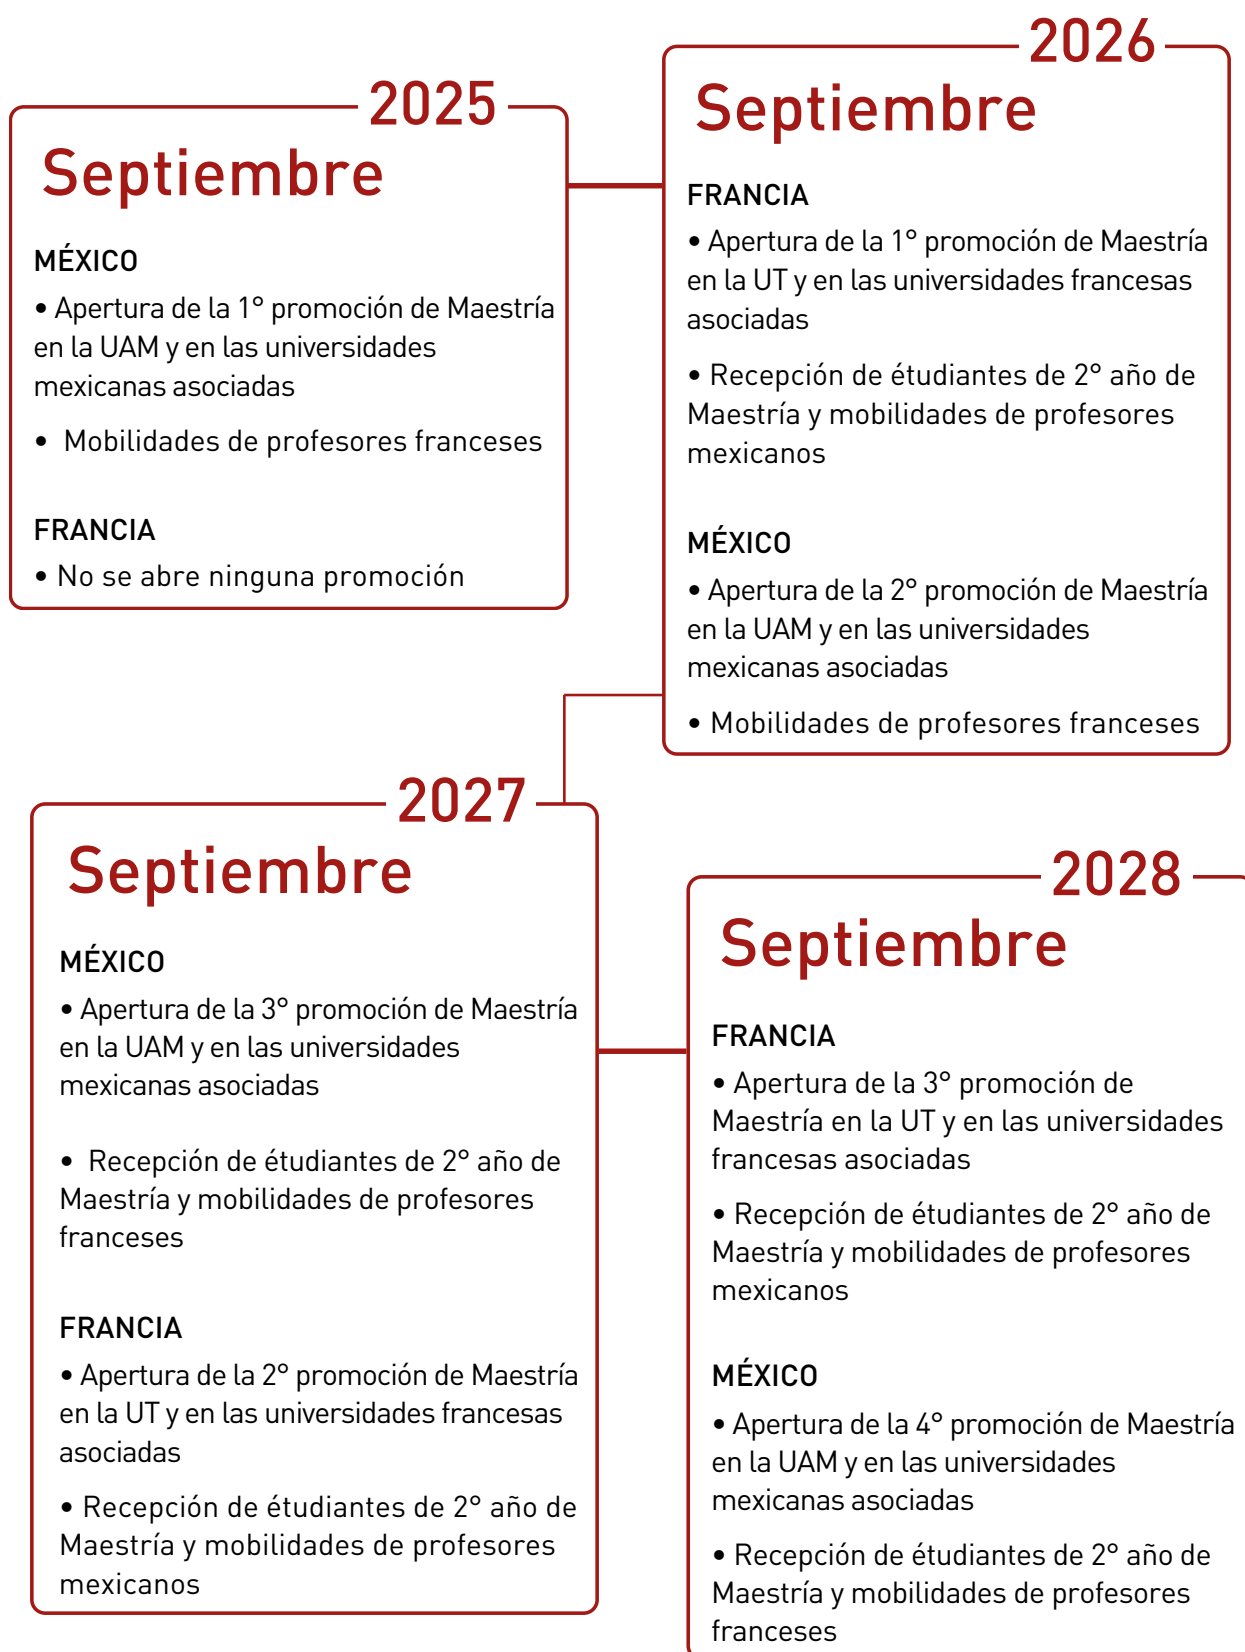 2025
Septiembre
MÉXICO
• Apertura de la 1° promoción de Maestría
en la UAM y en las universidades
mexicanas asociadas
• Mobilidades de profesores franceses
FRANCIA
• No se abre ninguna promoción
2026
Septiembre
FRANCIA
• Apertura de la 1° promoción de Maestría
en la UT y en las universidades francesas
asociadas
• Recepción de étudiantes de 2° año de
Maestría y mobilidades de profesores
mexicanos
MÉXICO
• Apertura de la 2° promoción de Maestría
en la UAM y en las universidades
mexicanas asociadas
• Mobilidades de profesores franceses
2027
Septiembre
MÉXICO
• Apertura de la 3° promoción de Maestría
en la UAM y en las universidades
mexicanas asociadas
• Recepción de étudiantes de 2° año de
Maestría y mobilidades de profesores
franceses
FRANCIA
• Apertura de la 2° promoción de Maestría
en la UT y en las universidades francesas
asociadas
• Recepción de étudiantes de 2° año de
Maestría y mobilidades de profesores
mexicanos
2028
Septiembre
FRANCIA
• Apertura de la 3° promoción de
Maestría en la UT y en las universidades
francesas asociadas
• Recepción de étudiantes de 2° año de
Maestría y mobilidades de profesores
mexicanos
MÉXICO
• Apertura de la 4° promoción de Maestría
en la UAM y en las universidades
mexicanas asociadas
• Recepción de étudiantes de 2° año de
Maestría y mobilidades de profesores
franceses